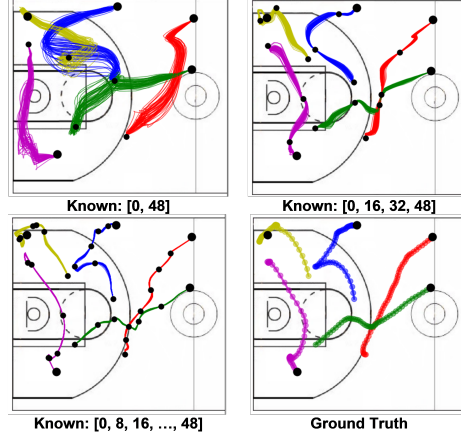 Known: [0, 48]
Known: [0, 16, 32, 48]
Known: [0, 8, 16, ..., 48]
Ground Truth